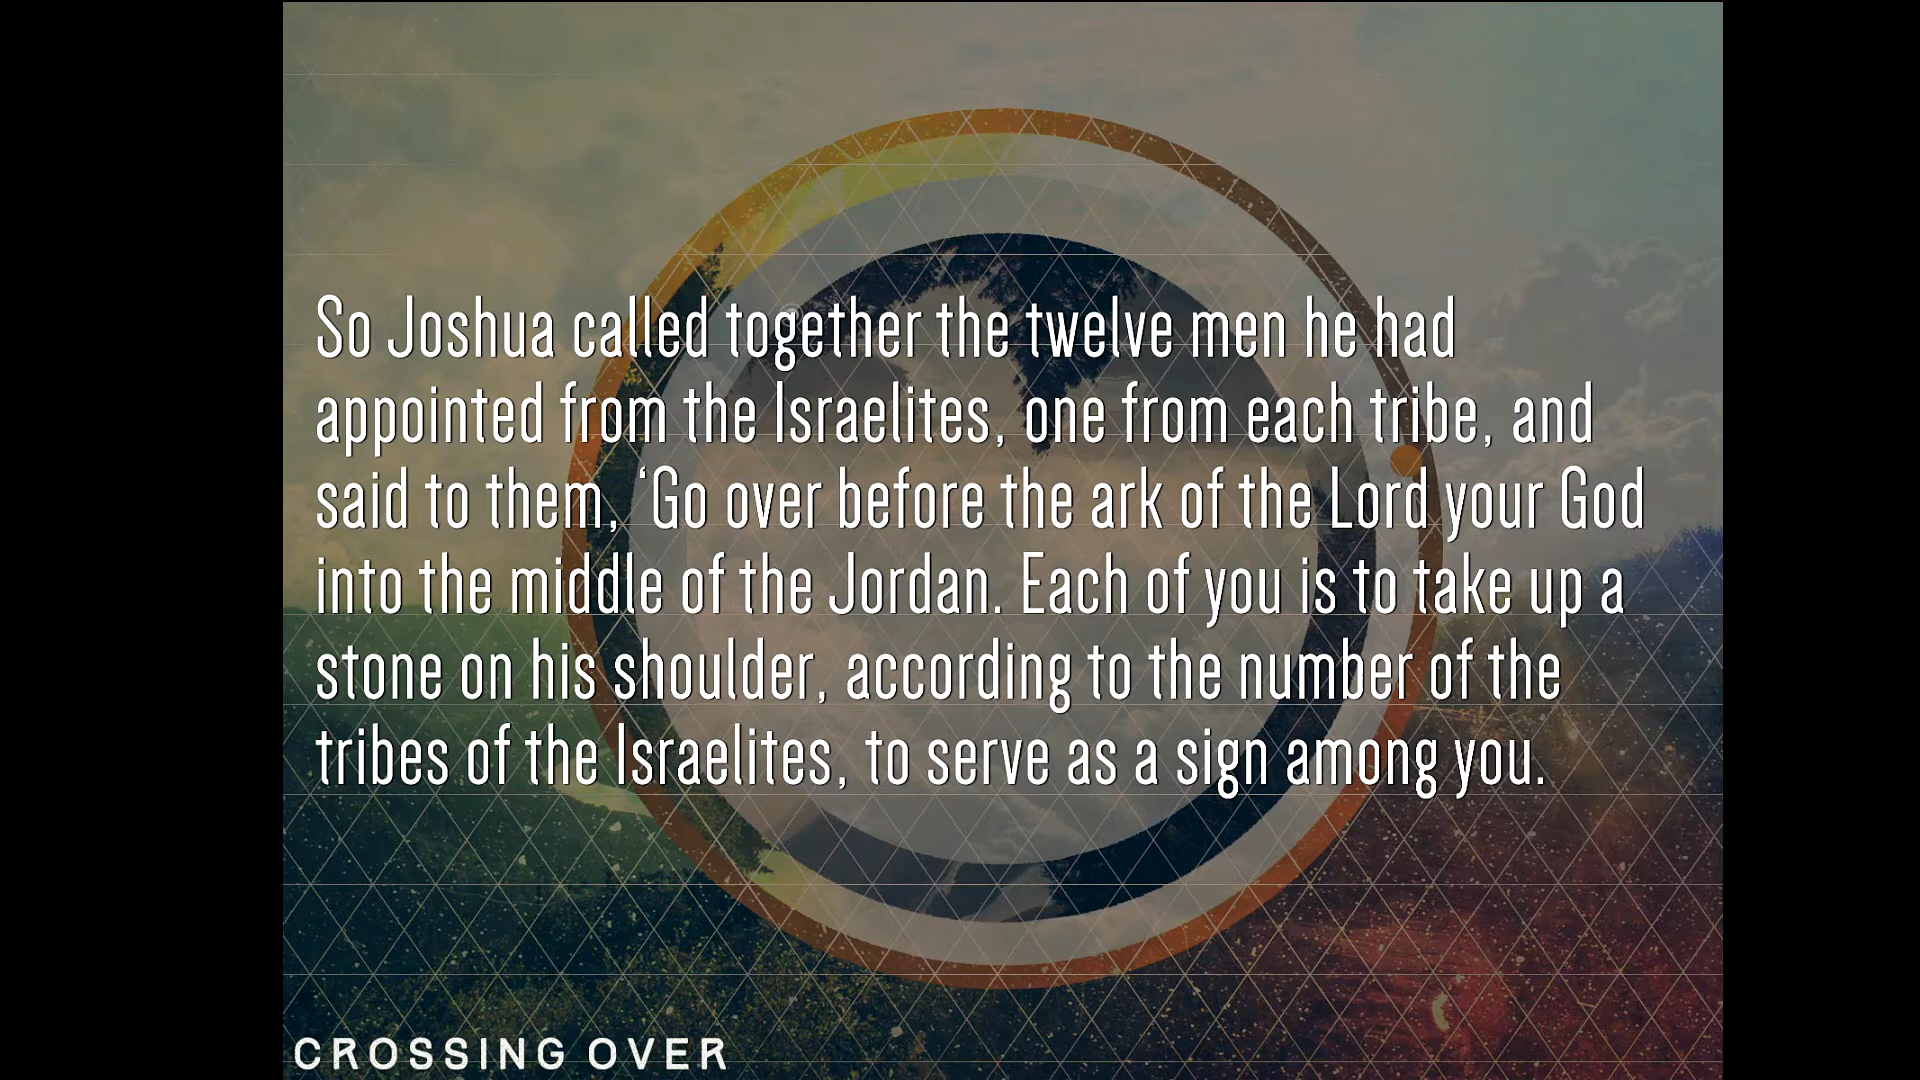 So Joshua called together the twelve men he had
appointed from the Israelites, one from each tribe, and
said to them, ‘Go over before the ark of the Lord your God
into the middle of the Jordan. Each of you is to take up a
stone on his shoulder, according to the number of the
tribes of the Israelites, to serve as a sign among you.
CROSSING OVER